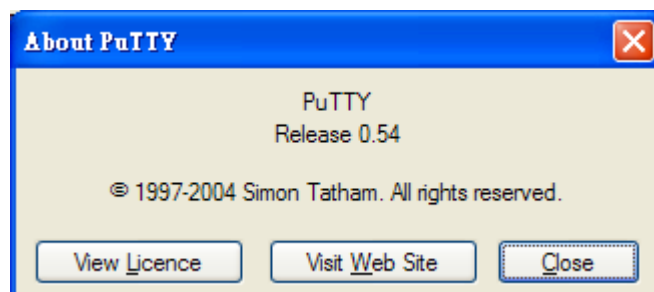 About PuTTY
PuTTY
Release 0.54
© 1997-2004 Simon Tatham. All rights reserved.
View Licence
Visit Web Site
Close